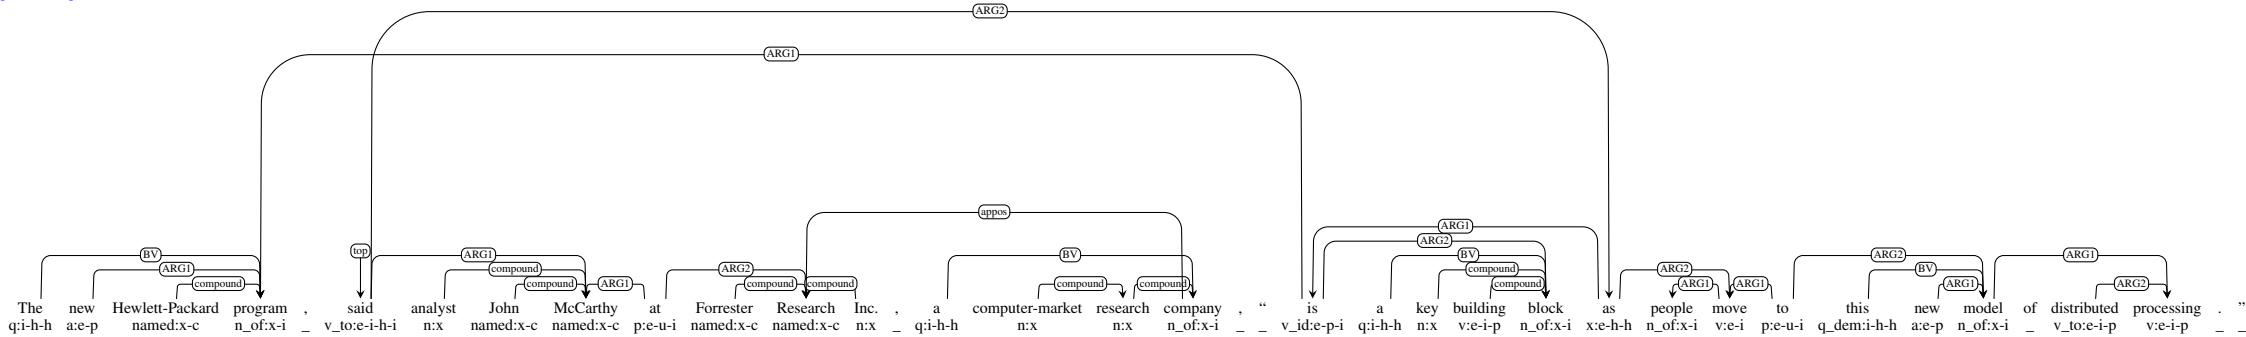 ARG2
ARG1
appos
ARG1
top ARG2
BV ARG1 BV BV ARG2 ARG1
ARG1 compound ARG2 compound ARG2 BV
compound compound ARG1 compound compound compound compound compound ARG1 ARG1 ARG1 ARG2
The new Hewlett-Packard program , said analyst John McCarthy at Forrester Research Inc. , a computer-market research company , “ is a key building block as people move to this new model of distributed processing . ”
q:i-h-h a:e-p named:x-c n_of:x-i _ v_to:e-i-h-i n:x named:x-c named:x-c p:e-u-i named:x-c named:x-c n:x _ q:i-h-h n:x n:x n_of:x-i _ _ v_id:e-p-i q:i-h-h n:x v:e-i-p n_of:x-i x:e-h-h n_of:x-i v:e-i p:e-u-i q_dem:i-h-h a:e-p n_of:x-i _ v_to:e-i-p v:e-i-p _ _